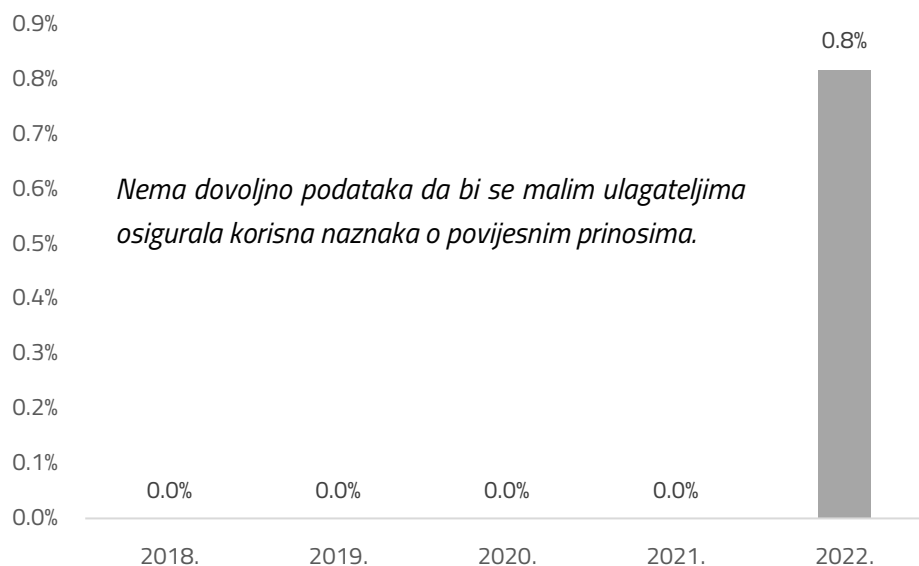 0.9%
0.8%
0.8%
0.7%
0.6%
Nema dovoljno podataka da bi se malim ulagateljima
osigurala korisna naznaka o povijesnim prinosima.
0.5%
0.4%
0.3%
0.2%
0.1%
0.0% 0.0% 0.0% 0.0%
0.0%
2018. 2019. 2020. 2021. 2022.